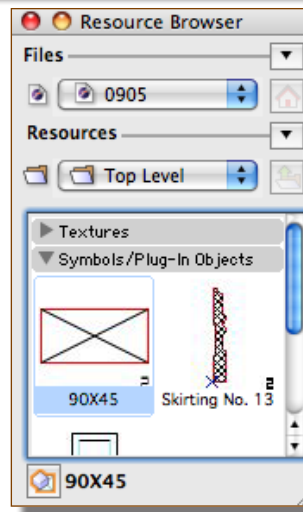 Resource Browser
Files
0905
Resources
Top Level
Textures
Symbols/Plug-In Objects
90X45
Skirting No. 13
90X45